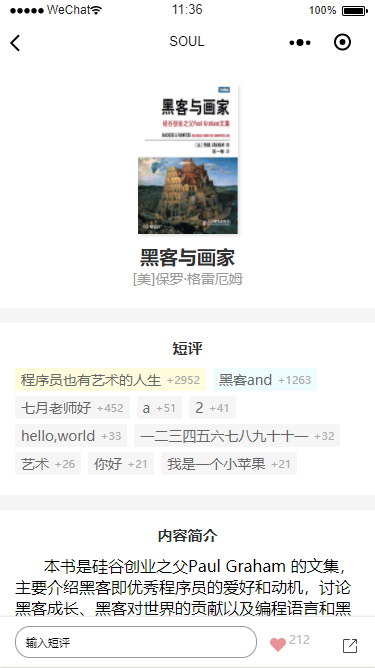 WeChat 11:36 100%
SOUL
黑客与画家
硅谷创业之父Paul Graham文集
黑客与画家
[美]保罗·格雷厄姆
短评
程序员也有艺术的人生 +2952 黑客and +1263
七月老师好 +452 a +51 2 +41
hello,world +33 一二三四五六七八九十十一 +32
艺术 +26 你好 +21 我是一个小苹果 +21
内容简介
本书是硅谷创业之父Paul Graham 的文集，
主要介绍黑客即优秀程序员的爱好和动机，讨论
黑客成长、黑客对世界的贡献以及编程语言和黑
输入短评 212